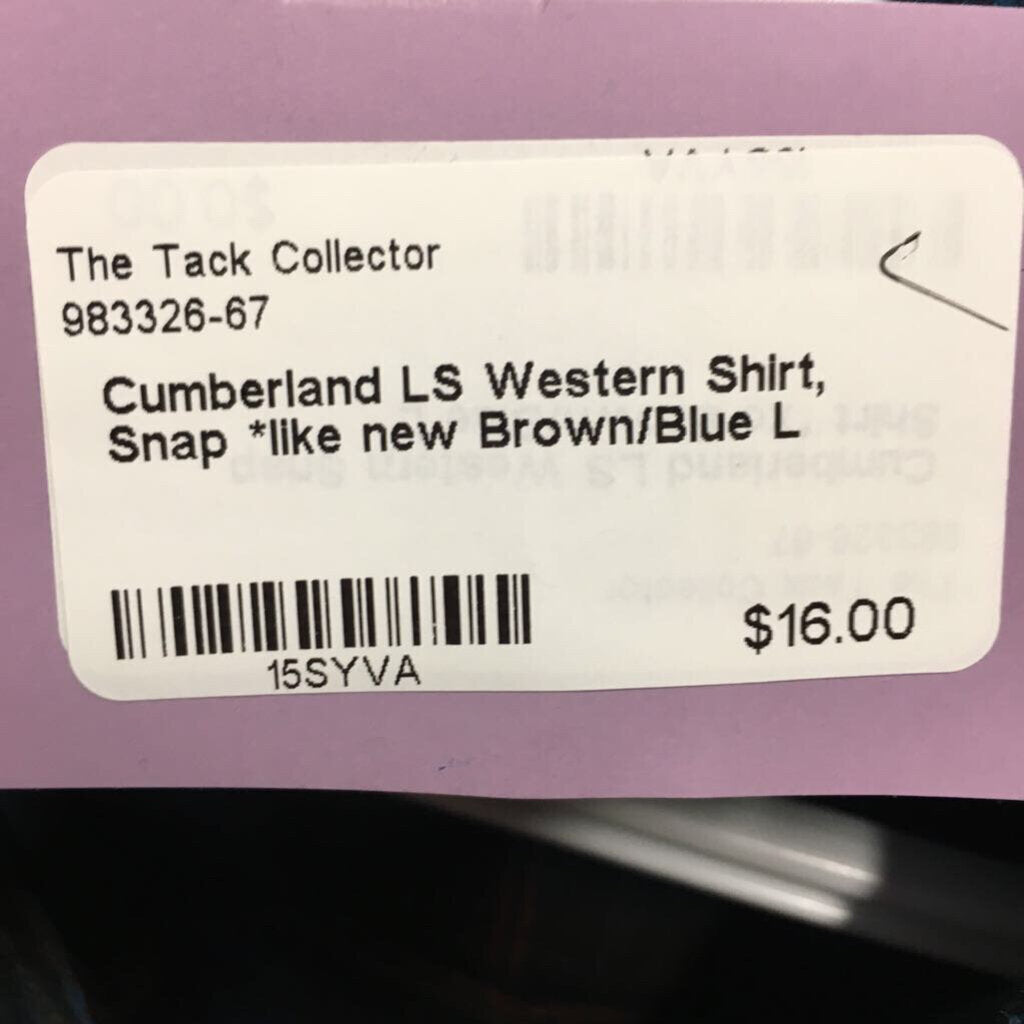 The Tack Collector
983326-67
Cumberland LS Western Shirt,
Snap *like new Brown/Blue L
15SYVA
$16.00